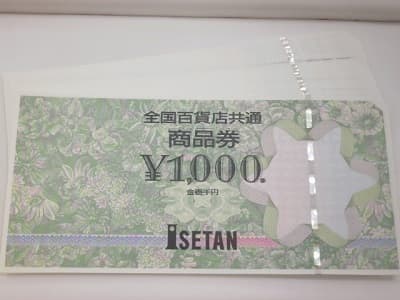 全国百貨店共通
商品券
¥1,000.
金壱千円
ISETAN